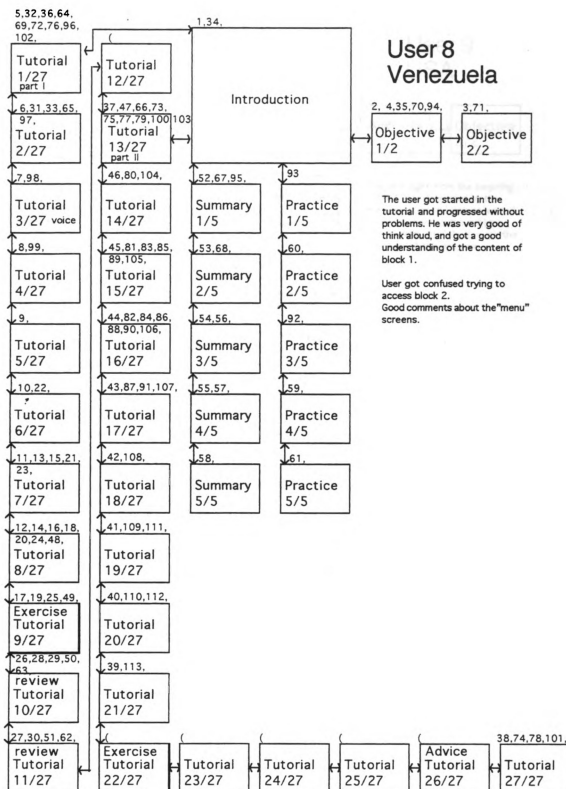 5,32,36,64,
69,72,76,96,
102,
Tutorial
1/27
part I
6,31,33,65,
97,
Tutorial
2/27
7,98,
Tutorial
3/27 voice
8,99,
Tutorial
4/27
9,
Tutorial
5/27
10,22,
Tutorial
6/27
11,13,15,21,
23,
Tutorial
7/27
12,14,16,18,
20,24,48,
Tutorial
8/27
17,19,25,49,
Exercise
Tutorial
9/27
26,28,29,50,
63,
review
Tutorial
10/27
27,30,51,62,
review
Tutorial
11/27
(
Tutorial
12/27
37,47,66,73,
75,77,79,100 103
Tutorial
13/27
part II
46,80,104,
Tutorial
14/27
45,81,83,85,
89,105,
Tutorial
15/27
44,82,84,86,
88,90,106,
Tutorial
16/27
43,87,91,107,
Tutorial
17/27
42,108,
Tutorial
18/27
41,109,111,
Tutorial
19/27
40,110,112,
Tutorial
20/27
39,113,
Tutorial
21/27
(
Exercise
Tutorial
22/27
(
Tutorial
23/27
(
Tutorial
24/27
(
Tutorial
25/27
(
Advice
Tutorial
26/27
38,74,78,101,
Tutorial
27/27
1,34,
Introduction
52,67,95,
Summary
1/5
53,68,
Summary
2/5
54,56,
Summary
3/5
55,57,
Summary
4/5
58,
Summary
5/5
93
Practice
1/5
60,
Practice
2/5
92,
Practice
3/5
59,
Practice
4/5
61,
Practice
5/5
2, 4,35,70,94,
Objective
1/2
3,71,
Objective
2/2
User 8
Venezuela
The user got started in the
tutorial and progressed without
problems. He was very good of
think aloud, and got a good
understanding of the content of
block 1.
User got confused trying to
access block 2.
Good comments about the"menu"
screens.